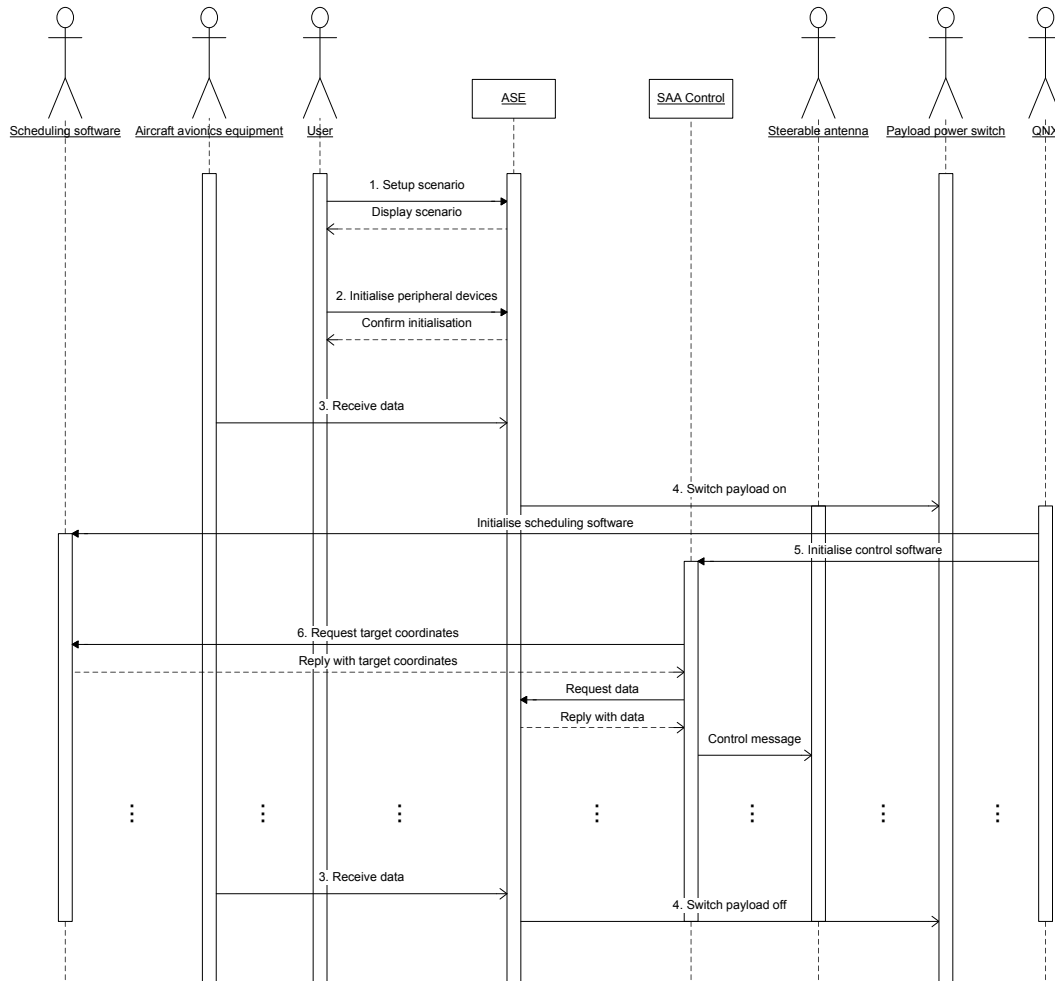 ASE
SAA Control
Scheduling software
Aircraft avionics equipment
User
Steerable antenna
Payload power switch
QNX
1. Setup scenario
Display scenario
2. Initialise peripheral devices
Confirm initialisation
3. Receive data
4. Switch payload on
Initialise scheduling software
5. Initialise control software
6. Request target coordinates
Reply with target coordinates
Request data
Reply with data
Control message
3. Receive data
4. Switch payload off